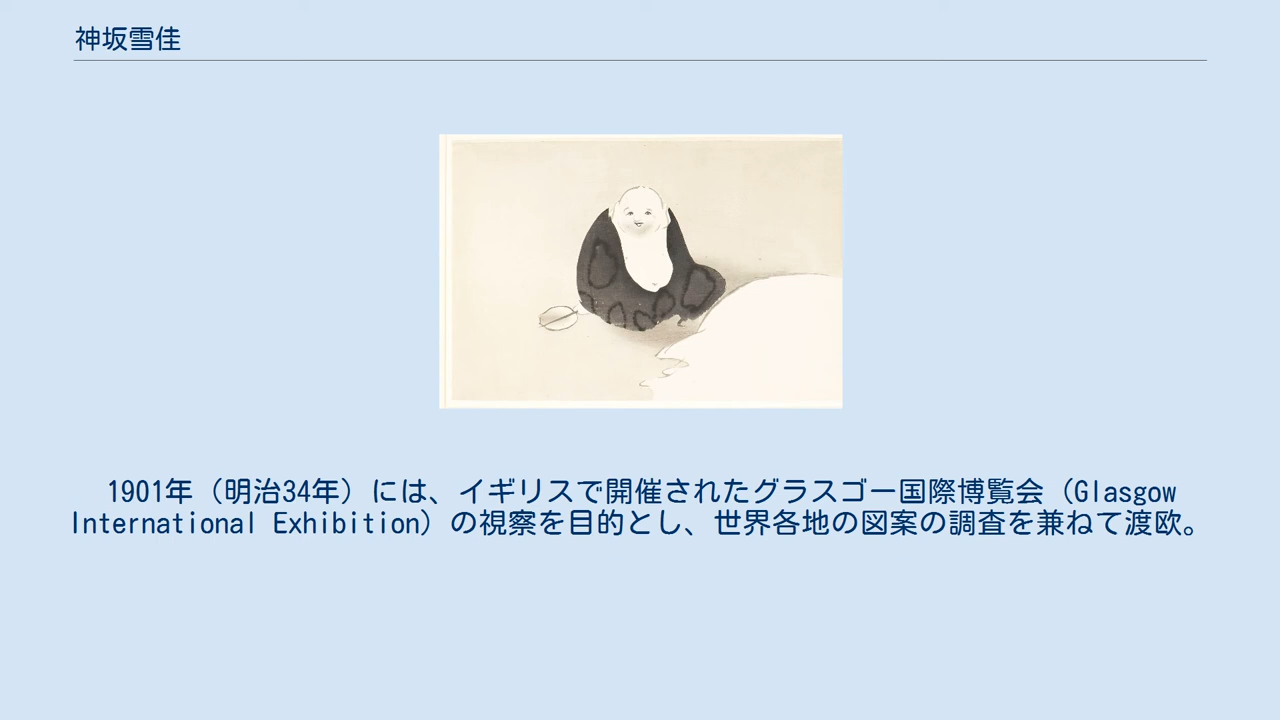 神坂雪佳
1901年（明治34年）には、イギリスで開催されたグラスゴー国際博覧会（Glasgow
International Exhibition）の視察を目的とし、世界各地の図案の調査を兼ねて渡欧。